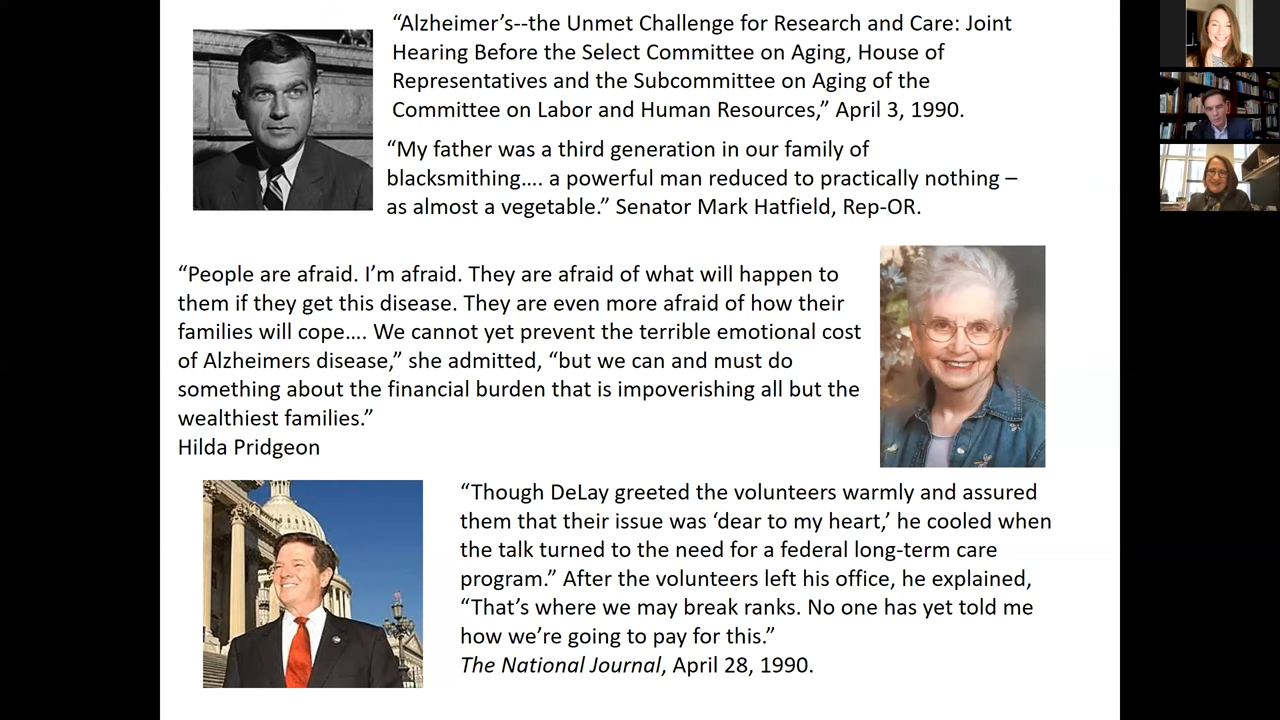 “Alzheimer’s--the Unmet Challenge for Research and Care: Joint
Hearing Before the Select Committee on Aging, House of
Representatives and the Subcommittee on Aging of the
Committee on Labor and Human Resources,” April 3, 1990.
“My father was a third generation in our family of
blacksmithing…. a powerful man reduced to practically nothing –
as almost a vegetable.” Senator Mark Hatfield, Rep-OR.
“People are afraid. I’m afraid. They are afraid of what will happen to
them if they get this disease. They are even more afraid of how their
families will cope…. We cannot yet prevent the terrible emotional cost
of Alzheimers disease,” she admitted, “but we can and must do
something about the financial burden that is impoverishing all but the
wealthiest families.”
Hilda Pridgeon
“Though DeLay greeted the volunteers warmly and assured
them that their issue was ‘dear to my heart,’ he cooled when
the talk turned to the need for a federal long-term care
program.” After the volunteers left his office, he explained,
“That’s where we may break ranks. No one has yet told me
how we’re going to pay for this.”
The National Journal, April 28, 1990.